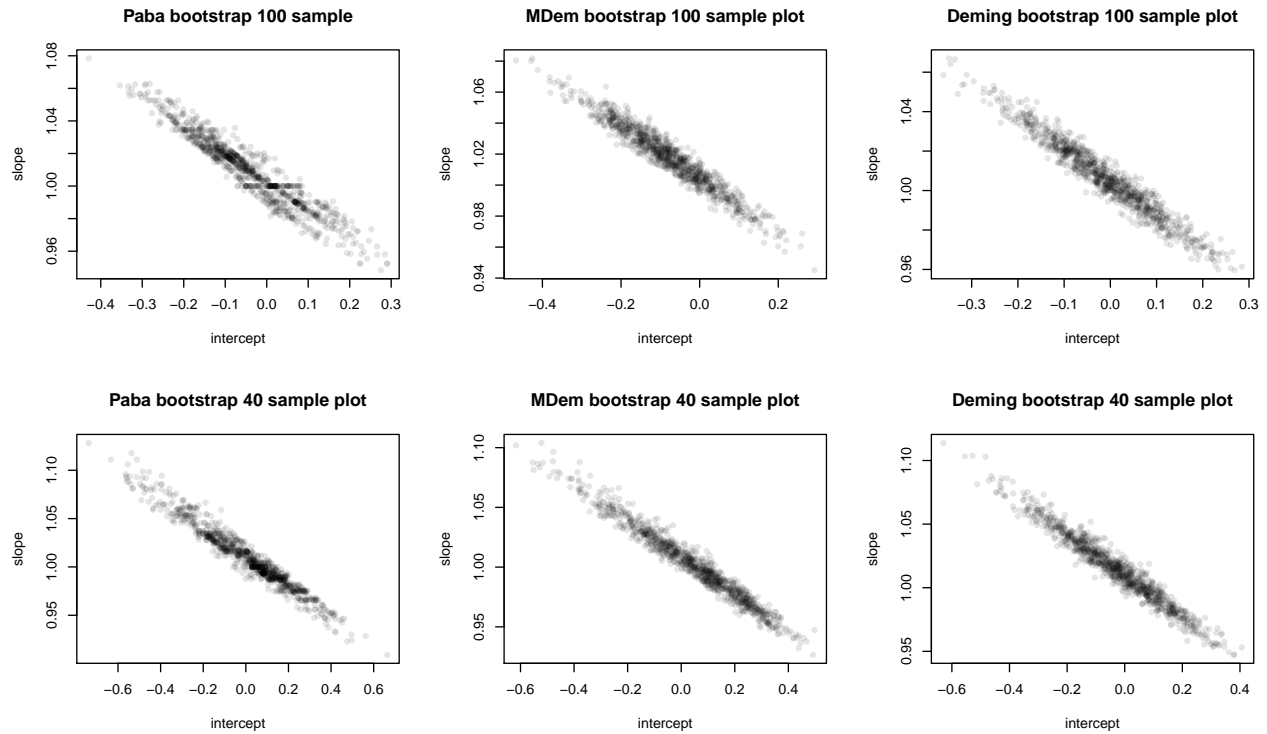 Paba bootstrap 100 sample
slope
0.96 1.00 1.04 1.08
−0.4 −0.3 −0.2 −0.1 0.0 0.1 0.2 0.3
intercept
MDem bootstrap 100 sample plot
slope
0.94 0.98 1.02 1.06
−0.4 −0.2 0.0 0.2
intercept
Deming bootstrap 100 sample plot
slope
0.96 1.00 1.04
−0.3 −0.2 −0.1 0.0 0.1 0.2 0.3
intercept
Paba bootstrap 40 sample plot
slope
0.95 1.00 1.05 1.10
−0.6 −0.4 −0.2 0.0 0.2 0.4 0.6
intercept
MDem bootstrap 40 sample plot
slope
0.95 1.00 1.05 1.10
−0.6 −0.4 −0.2 0.0 0.2 0.4
intercept
Deming bootstrap 40 sample plot
slope
0.95 1.00 1.05 1.10
−0.6 −0.4 −0.2 0.0 0.2 0.4
intercept